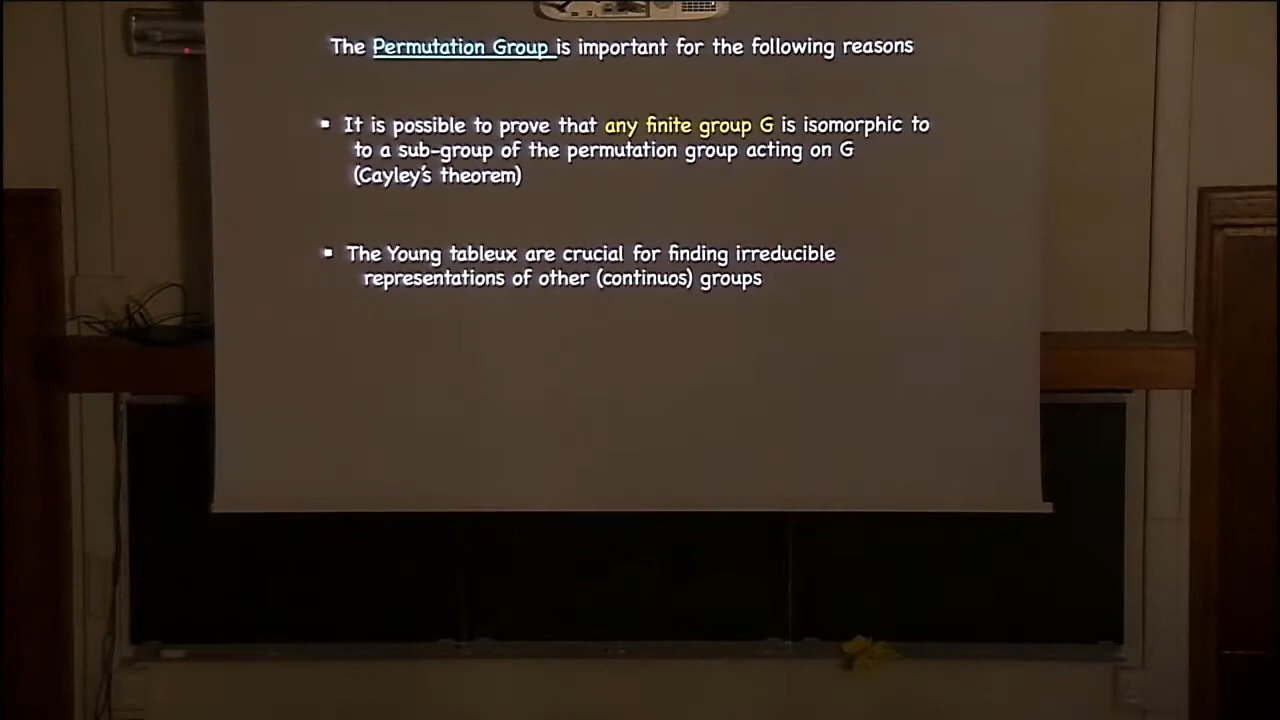 The Permutation Group is important for the following reasons
▪ It is possible to prove that any finite group G is isomorphic to
to a sub-group of the permutation group acting on G
(Cayley's theorem)
▪ The Young tableux are crucial for finding irreducible
representations of other (continuos) groups